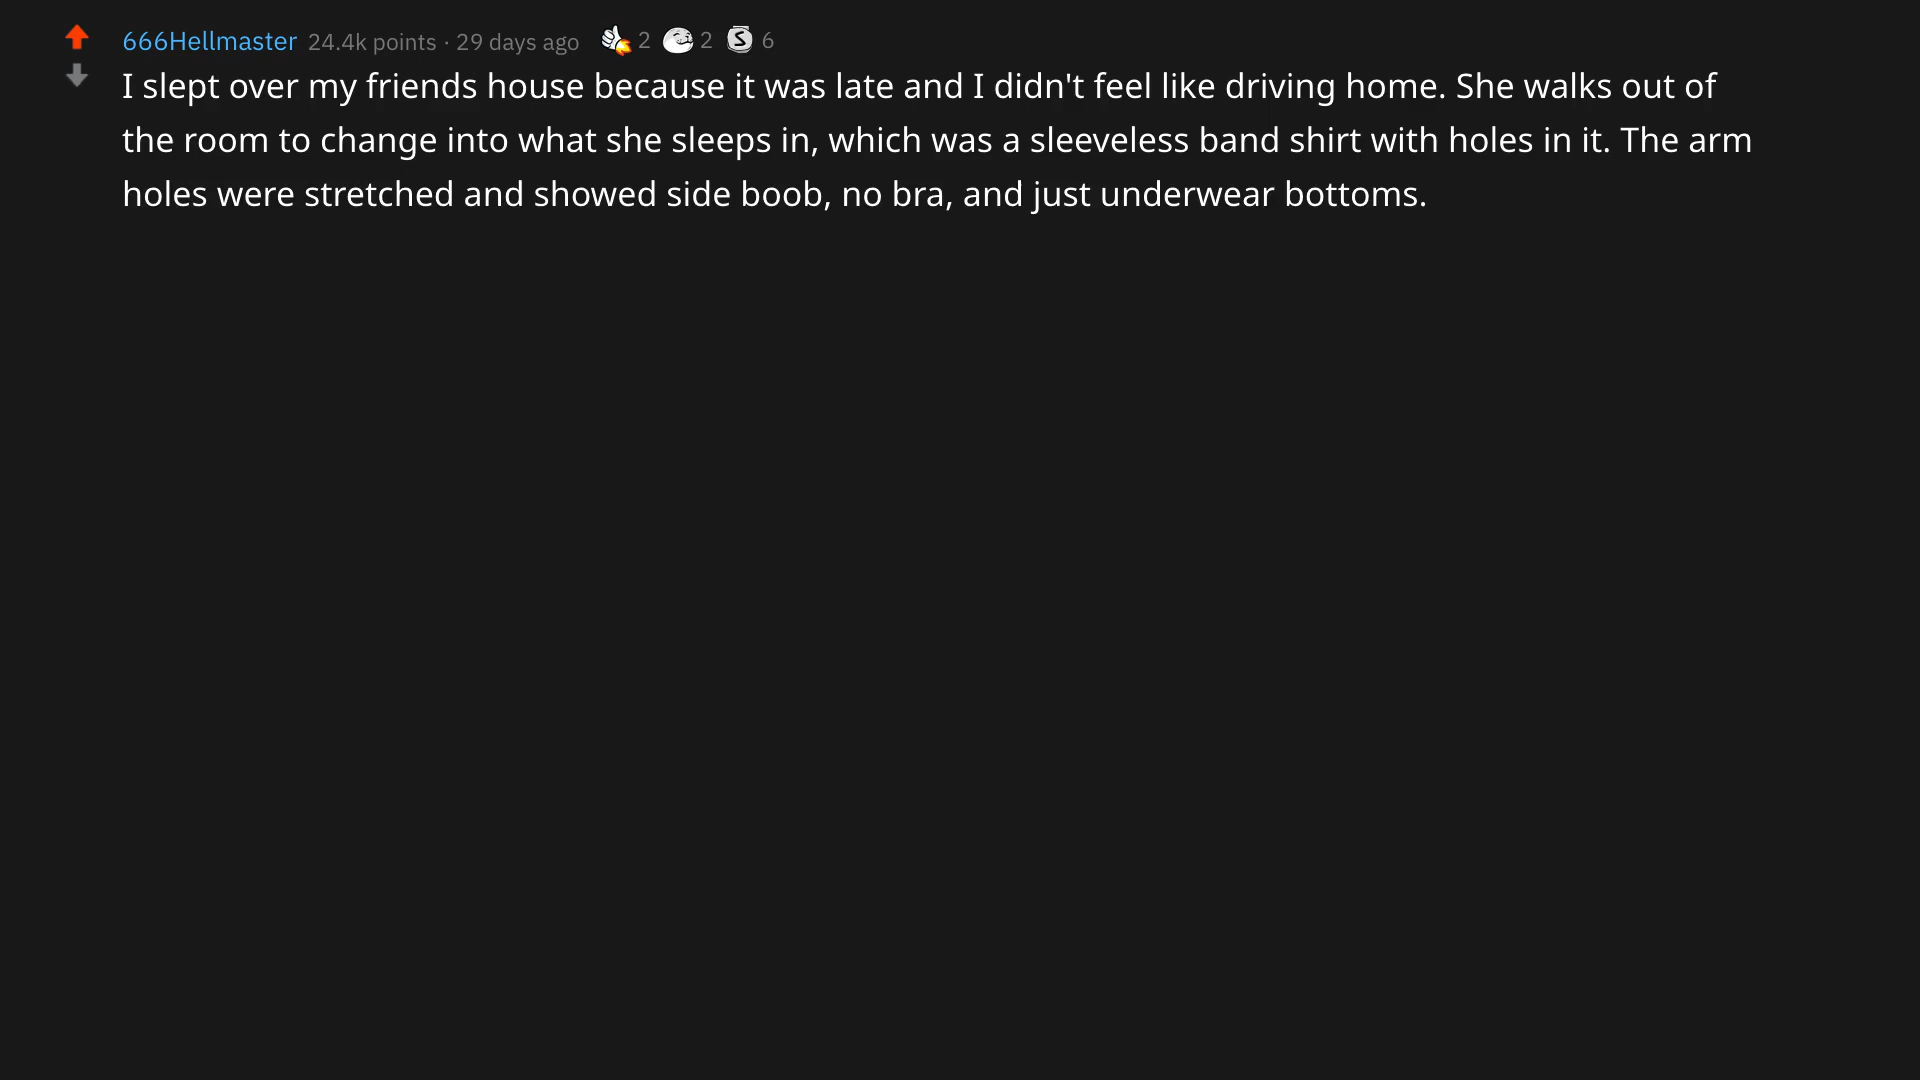 666Hellmaster 24.4k points · 29 days ago 2 2 S 6
I slept over my friends house because it was late and I didn't feel like driving home. She walks out of
the room to change into what she sleeps in, which was a sleeveless band shirt with holes in it. The arm
holes were stretched and showed side boob, no bra, and just underwear bottoms.